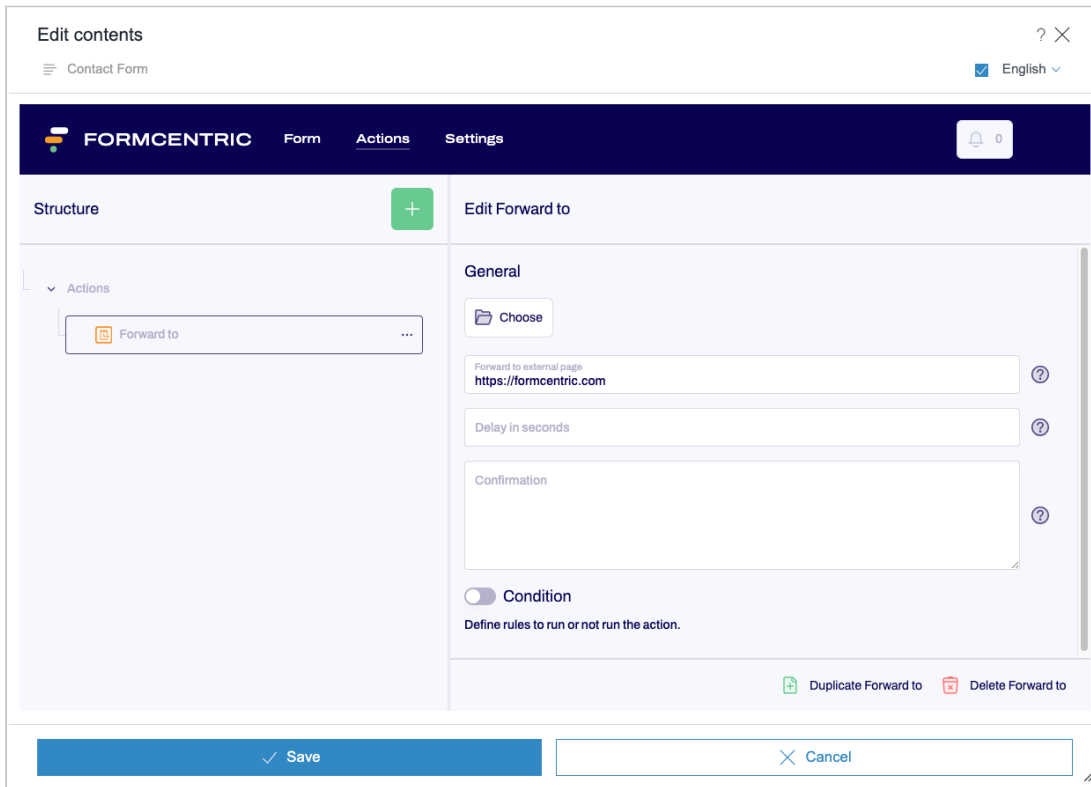 Edit contents
?
Contact Form
English
FORMCENTRIC Form Actions Settings 0
Structure
Edit Forward to
Actions
Forward to
General
Choose
Forward to external page
https://formcentric.com
?
Delay in seconds
?
Confirmation
?
Condition
Define rules to run or not run the action.
Duplicate Forward to Delete Forward to
Save
Cancel